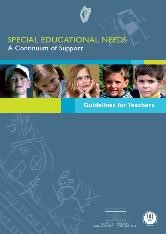 SPECIAL EDUCATIONAL NEEDS
A Continuum of Support
Guidelines for Teachers